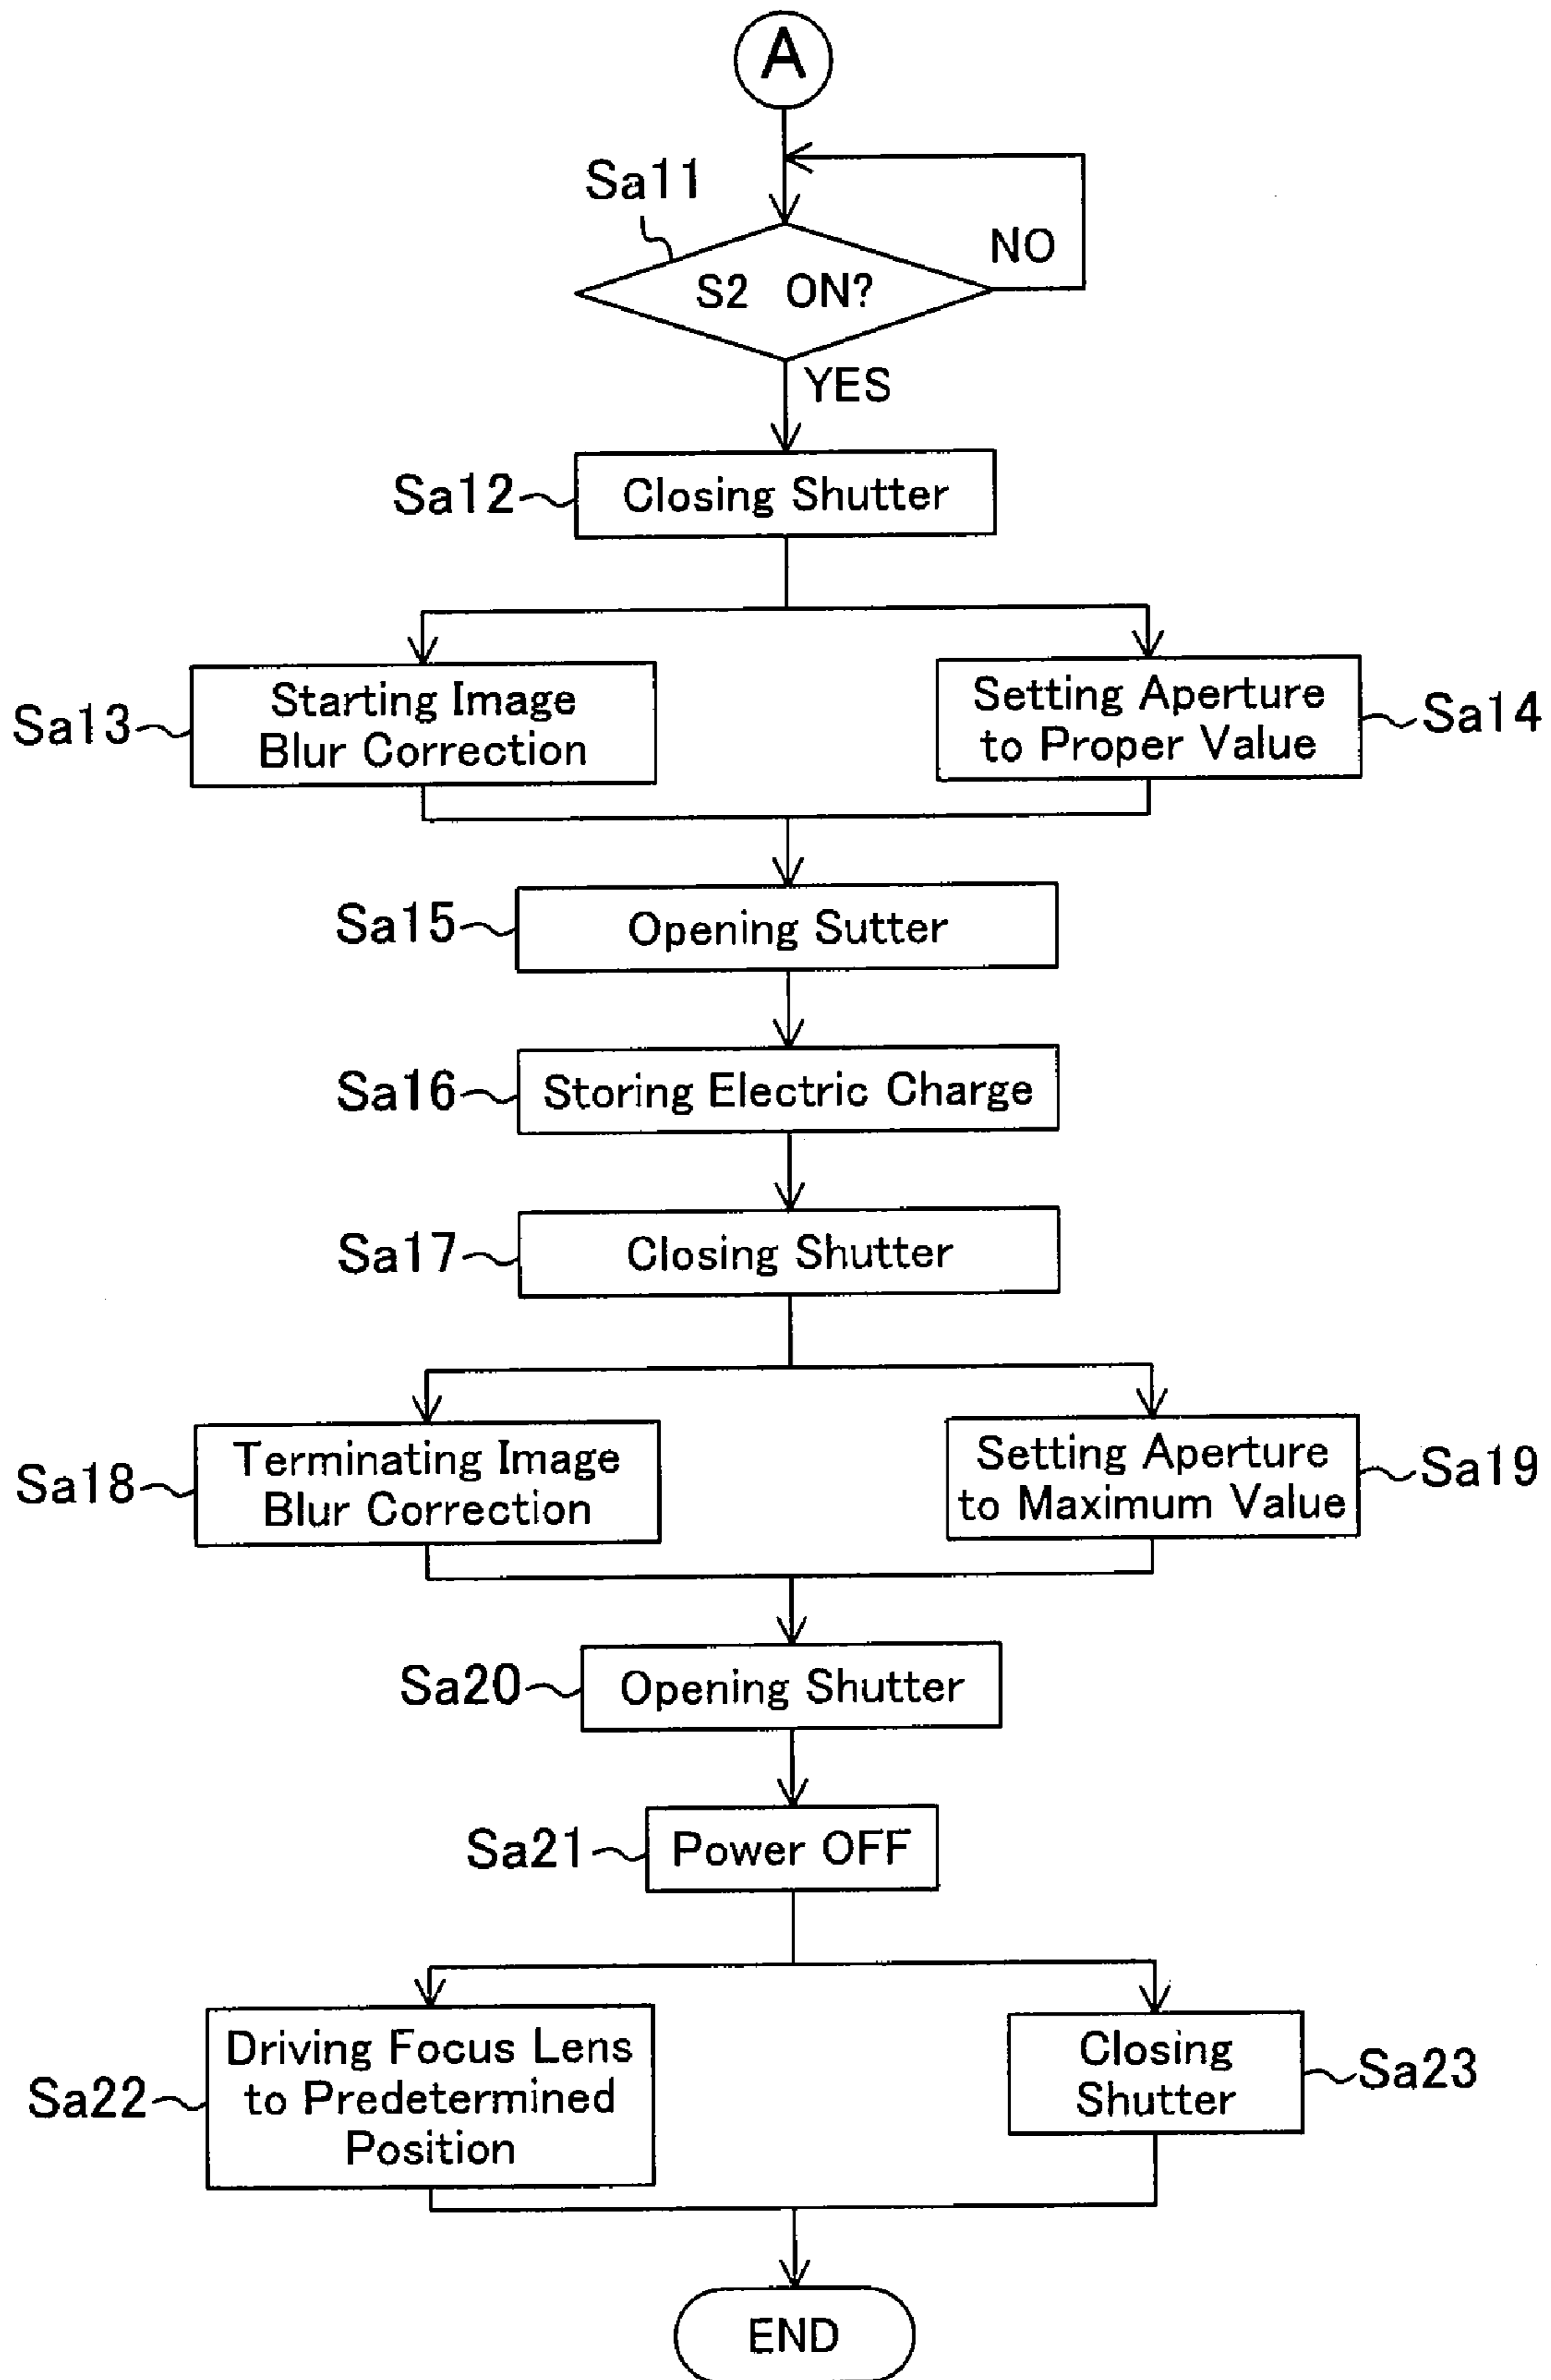 A
Sa11
NO
S2 ON?
YES
Sa12
Closing Shutter
Sa13
Starting Image
Blur Correction
Setting Aperture
to Proper Value
Sa14
Sa15
Opening Sutter
Sa16
Storing Electric Charge
Sa17
Closing Shutter
Sa18
Terminating Image
Blur Correction
Setting Aperture
to Maximum Value
Sa19
Sa20
Opening Shutter
Sa21
Power OFF
Sa22
Driving Focus Lens
to Predetermined
Position
Closing
Shutter
Sa23
END